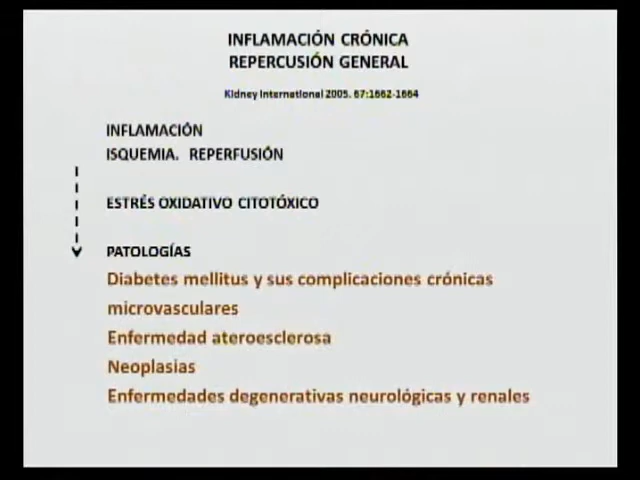 INFLAMACIÓN CRÓNICA
REPERCUSIÓN GENERAL
Kidney International 2005. 67:1662-1664
INFLAMACIÓN
ISQUEMIA. REPERFUSIÓN
ESTRÉS OXIDATIVO CITOTÓXICO
PATOLOGÍAS
Diabetes mellitus y sus complicaciones crónicas
microvasculares
Enfermedad ateroesclerosa
Neoplasias
Enfermedades degenerativas neurológicas y renales